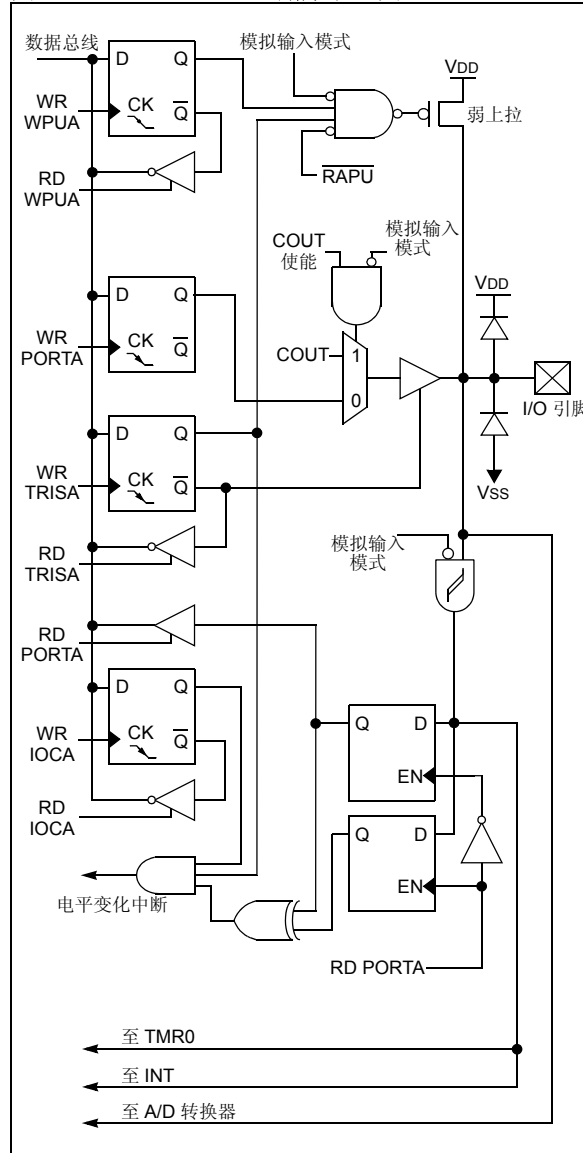 数据总线
D Q
模拟输入模式
VDD
WR
WPUA
CK
Q
弱上拉
RD
WPUA
RAPU
COUT
使能
模拟输入
模式
VDD
D Q
WR
PORTA
CK
Q
COUT
1
0
I/O 引脚
D Q
WR
TRISA
CK
Q
VSS
RD
TRISA
模拟输入
模式
RD
PORTA
D Q
WR
IOCA
CK
Q
Q D
EN
RD
IOCA
Q D
EN
电平变化中断
RD PORTA
至 TMR0
至 INT
至 A/D 转换器